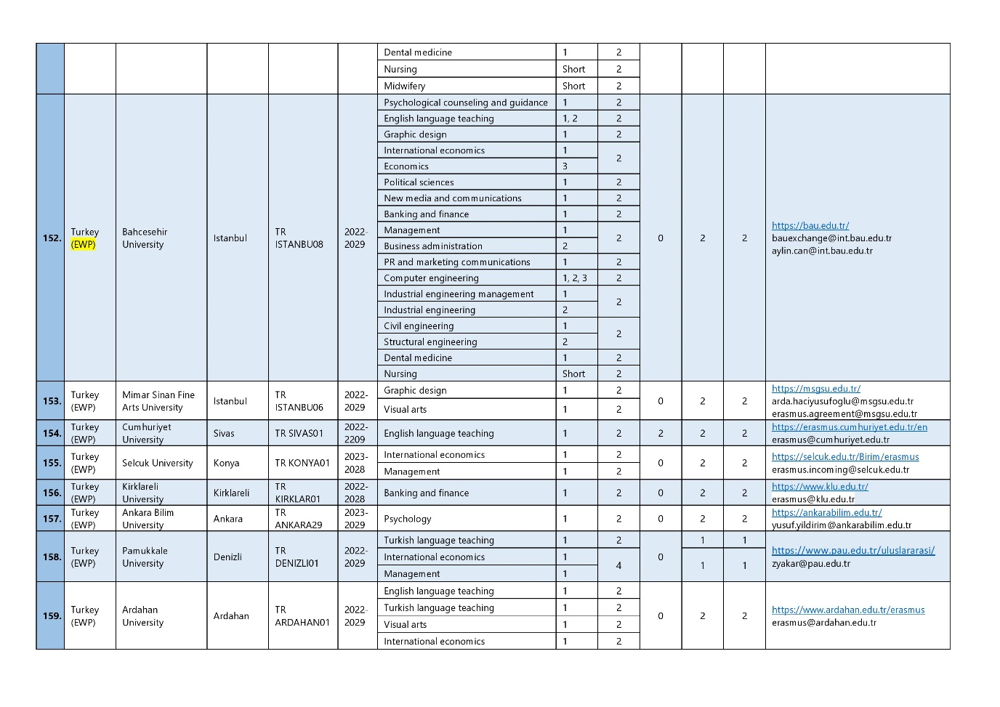 Dental medicine 1 2
Nursing Short 2
Midwifery Short 2
152. Turkey (EWP) Bahcesehir University Istanbul TR ISTANBU08 2022-2029
Psychological counseling and guidance 1 2
English language teaching 1, 2 2
Graphic design 1 2
International economics 1 2
Economics 3
Political sciences 1 2
New media and communications 1 2
Banking and finance 1 2
Management 1 2
Business administration 2
PR and marketing communications 1 2
Computer engineering 1, 2, 3 2
Industrial engineering management 1 2
Industrial engineering 2
Civil engineering 1 2
Structural engineering 2
Dental medicine 1 2
Nursing Short 2
0 2 2
https://bau.edu.tr/
bauexchange@int.bau.edu.tr
aylin.can@int.bau.edu.tr
153. Turkey (EWP) Mimar Sinan Fine Arts University Istanbul TR ISTANBU06 2022-2029
Graphic design 1 2
Visual arts 1 2
0 2 2
https://msgsu.edu.tr/
arda.haciyusufoglu@msgsu.edu.tr
erasmus.agreement@msgsu.edu.tr
154. Turkey (EWP) Cumhuriyet University Sivas TR SIVAS01 2022-2209
English language teaching 1 2 2 2 2
https://erasmus.cumhuriyet.edu.tr/en
erasmus@cumhuriyet.edu.tr
155. Turkey (EWP) Selcuk University Konya TR KONYA01 2023-2028
International economics 1 2
Management 1 2
0 2 2
https://selcuk.edu.tr/Birim/erasmus
erasmus.incoming@selcuk.edu.tr
156. Turkey (EWP) Kirklareli University Kirklareli TR KIRKLAR01 2022-2028
Banking and finance 1 2 0 2 2
https://www.klu.edu.tr/
erasmus@klu.edu.tr
157. Turkey (EWP) Ankara Bilim University Ankara TR ANKARA29 2023-2029
Psychology 1 2 0 2 2
https://ankarabilim.edu.tr/
yusuf.yildirim@ankarabilim.edu.tr
158. Turkey (EWP) Pamukkale University Denizli TR DENIZLI01 2022-2029
Turkish language teaching 1 2 0 1 1
International economics 1 4 1 1
Management 1
https://www.pau.edu.tr/uluslararasi/
zyakar@pau.edu.tr
159. Turkey (EWP) Ardahan University Ardahan TR ARDAHAN01 2022-2029
English language teaching 1 2
Turkish language teaching 1 2
Visual arts 1 2
International economics 1 2
0 2 2
https://www.ardahan.edu.tr/erasmus
erasmus@ardahan.edu.tr